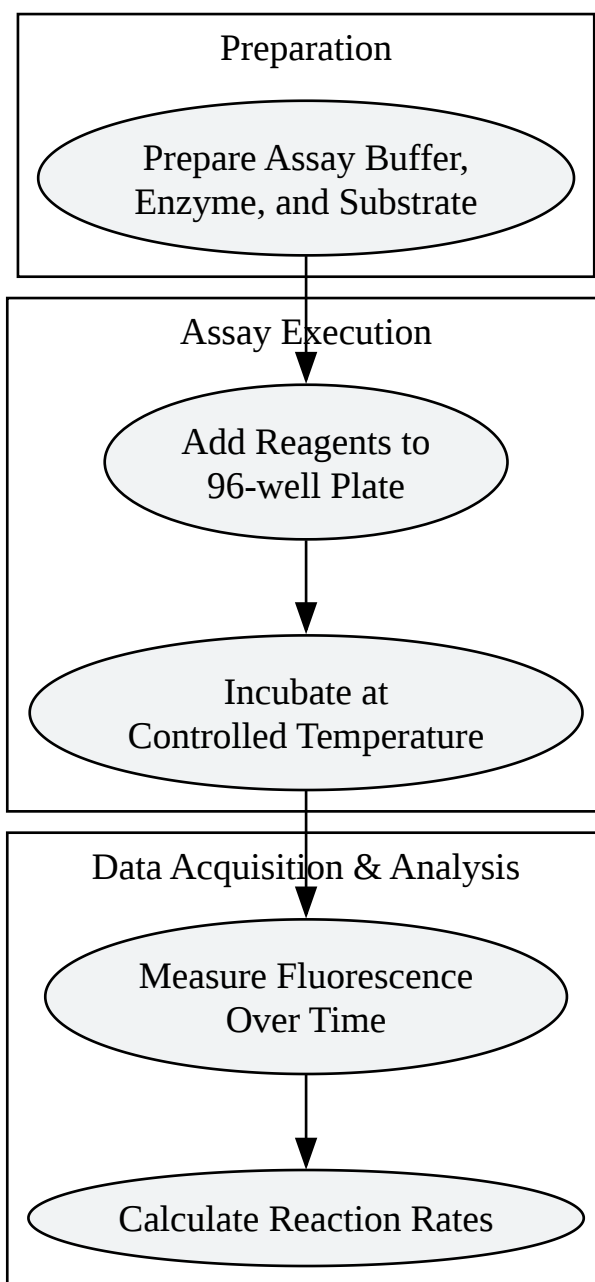 Preparation
Prepare Assay Buffer,
Enzyme, and Substrate
Assay Execution
Add Reagents to
96-well Plate
Incubate at
Controlled Temperature
Data Acquisition & Analysis
Measure Fluorescence
Over Time
Calculate Reaction Rates